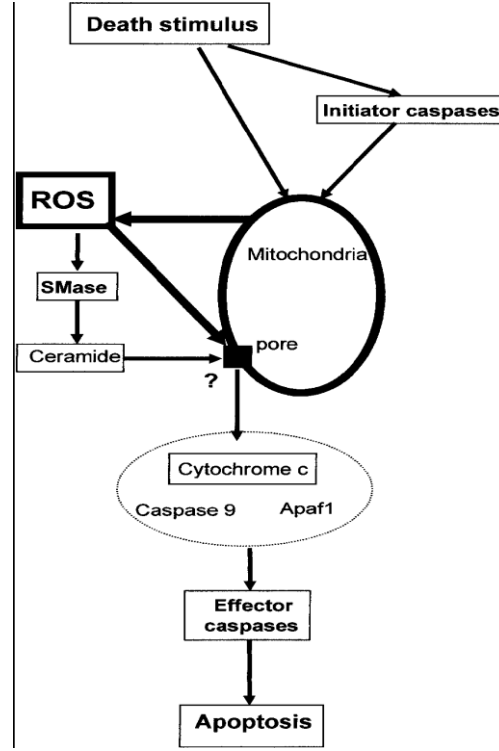 Death stimulus
Initiator caspases
ROS
Mitochondria
SMase
pore
Ceramide
?
Cytochrome c
Caspase 9 Apaf1
Effector
caspases
Apoptosis